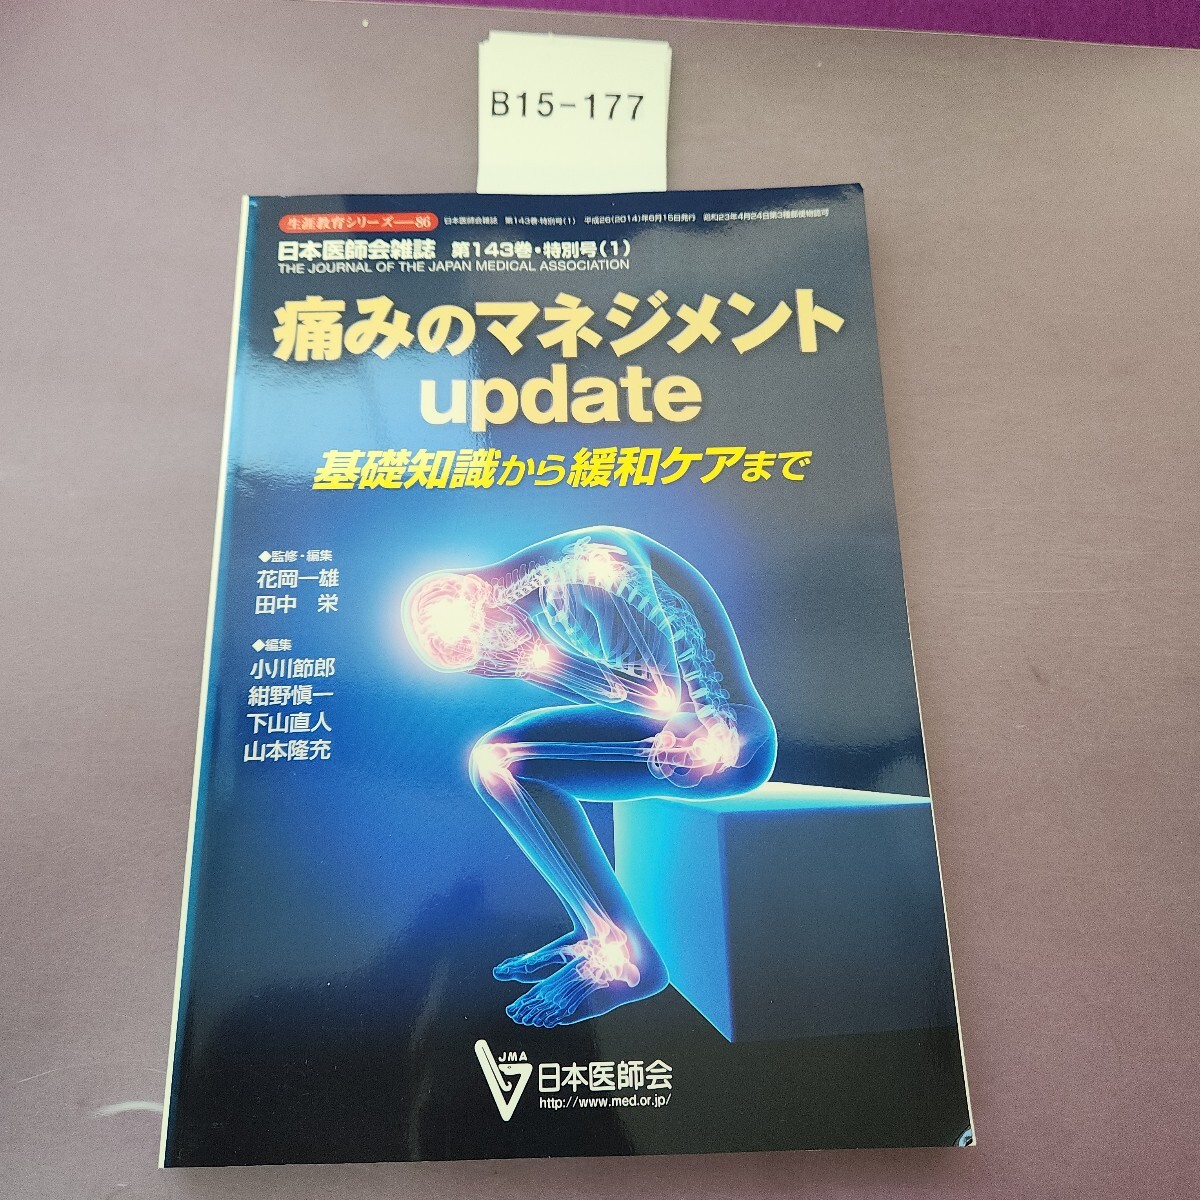 B15-177
生涯教育シリーズ―86
日本医師会雑誌 第143巻・特別号(1) 平成26(2014)年6月15日発行 昭和23年4月24日第3種郵便物認可
日本医師会雑誌 第143巻・特別号(1)
THE JOURNAL OF THE JAPAN MEDICAL ASSOCIATION
痛みのマネジメント
update
基礎知識から緩和ケアまで
◆監修・編集
花岡一雄
田中 栄
◆編集
小川節郎
紺野愼一
下山直人
山本隆充
JMA
日本医師会
http://www.med.or.jp/